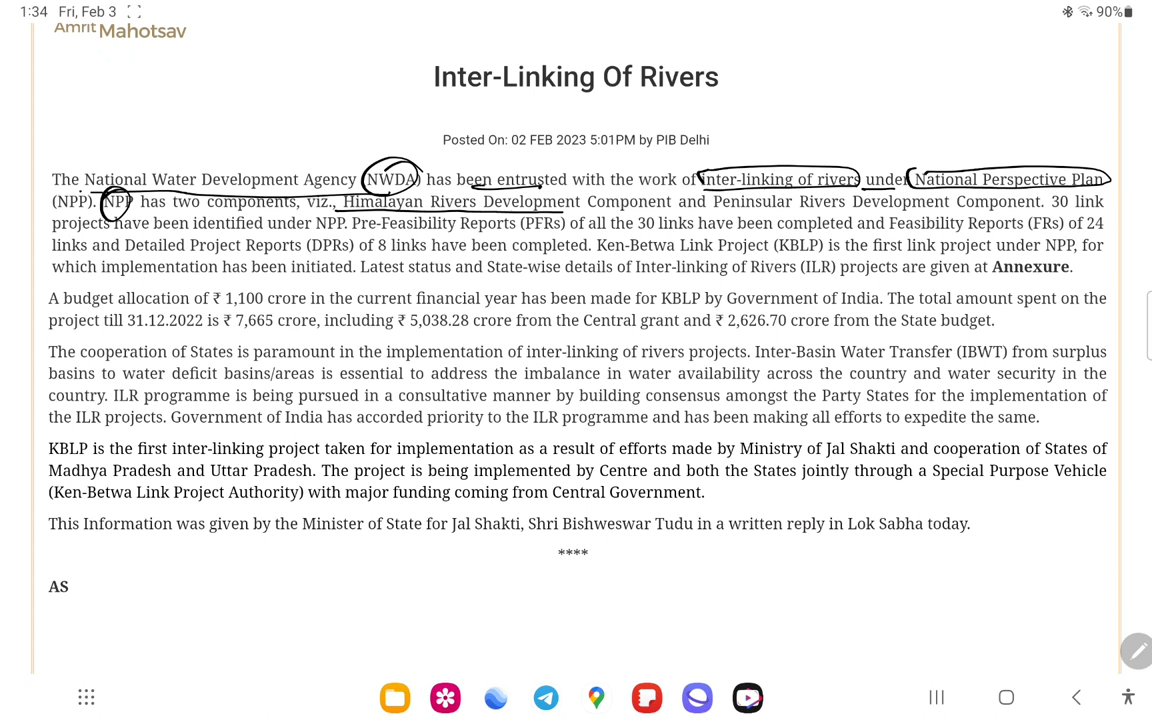 1:34 Fri, Feb 3
90%
Amrit Mahotsav
Inter-Linking Of Rivers
Posted On: 02 FEB 2023 5:01PM by PIB Delhi
The National Water Development Agency (NWDA) has been entrusted with the work of inter-linking of rivers under National Perspective Plan
(NPP). NPP has two components, viz., Himalayan Rivers Development Component and Peninsular Rivers Development Component. 30 link
projects have been identified under NPP. Pre-Feasibility Reports (PFRs) of all the 30 links have been completed and Feasibility Reports (FRs) of 24
links and Detailed Project Reports (DPRs) of 8 links have been completed. Ken-Betwa Link Project (KBLP) is the first link project under NPP, for
which implementation has been initiated. Latest status and State-wise details of Inter-linking of Rivers (ILR) projects are given at Annexure.
A budget allocation of ₹ 1,100 crore in the current financial year has been made for KBLP by Government of India. The total amount spent on the
project till 31.12.2022 is ₹ 7,665 crore, including ₹ 5,038.28 crore from the Central grant and ₹ 2,626.70 crore from the State budget.
The cooperation of States is paramount in the implementation of inter-linking of rivers projects. Inter-Basin Water Transfer (IBWT) from surplus
basins to water deficit basins/areas is essential to address the imbalance in water availability across the country and water security in the
country. ILR programme is being pursued in a consultative manner by building consensus amongst the Party States for the implementation of
the ILR projects. Government of India has accorded priority to the ILR programme and has been making all efforts to expedite the same.
KBLP is the first inter-linking project taken for implementation as a result of efforts made by Ministry of Jal Shakti and cooperation of States of
Madhya Pradesh and Uttar Pradesh. The project is being implemented by Centre and both the States jointly through a Special Purpose Vehicle
(Ken-Betwa Link Project Authority) with major funding coming from Central Government.
This Information was given by the Minister of State for Jal Shakti, Shri Bishweswar Tudu in a written reply in Lok Sabha today.
****
AS